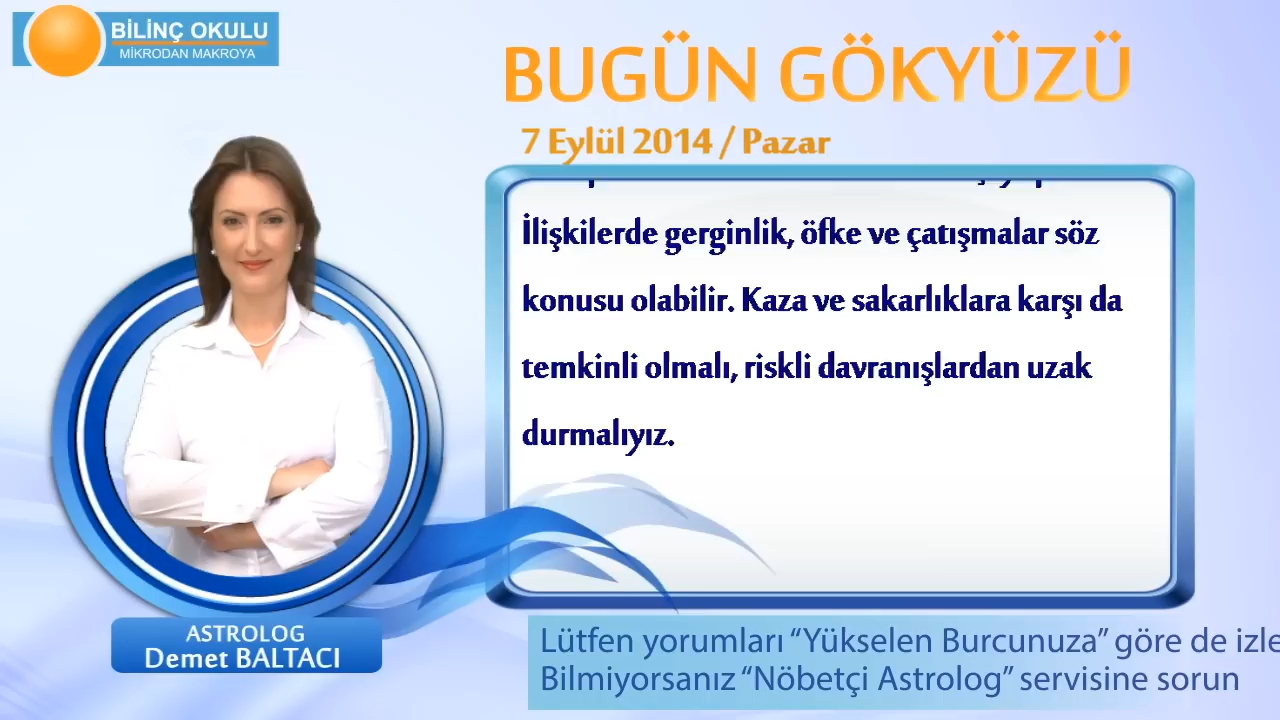 BİLİNÇ OKULU
MİKRODAN MAKROYA
BUGÜN GÖKYÜZÜ
7 Eylül 2014 / Pazar
İlişkilerde gerginlik, öfke ve çatışmalar söz
konusu olabilir. Kaza ve sakarlıklara karşı da
temkinli olmalı, riskli davranışlardan uzak
durmalıyız.
ASTROLOG
Demet BALTACI
Lütfen yorumları “Yükselen Burcunuza” göre de izle
Bilmiyorsanız “Nöbetçi Astrolog” servisine sorun